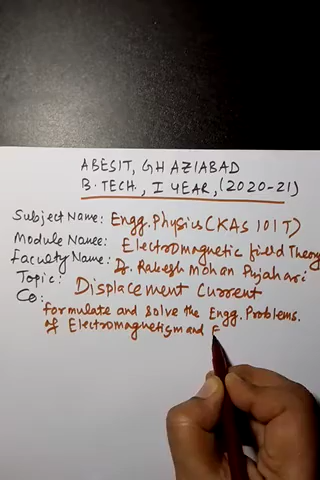 ABESIT, GHAZIABAD
B.TECH., I YEAR, (2020-21)
Subject Name: Engg. Physics (KAS 101T)
Module Name: Electromagnetic field Theory
Faculty Name: Dr. Rakesh Mohan Pujahari
Topic: Displacement Current
CO: Formulate and solve the Engg. Problems.
of Electromagnetism and E